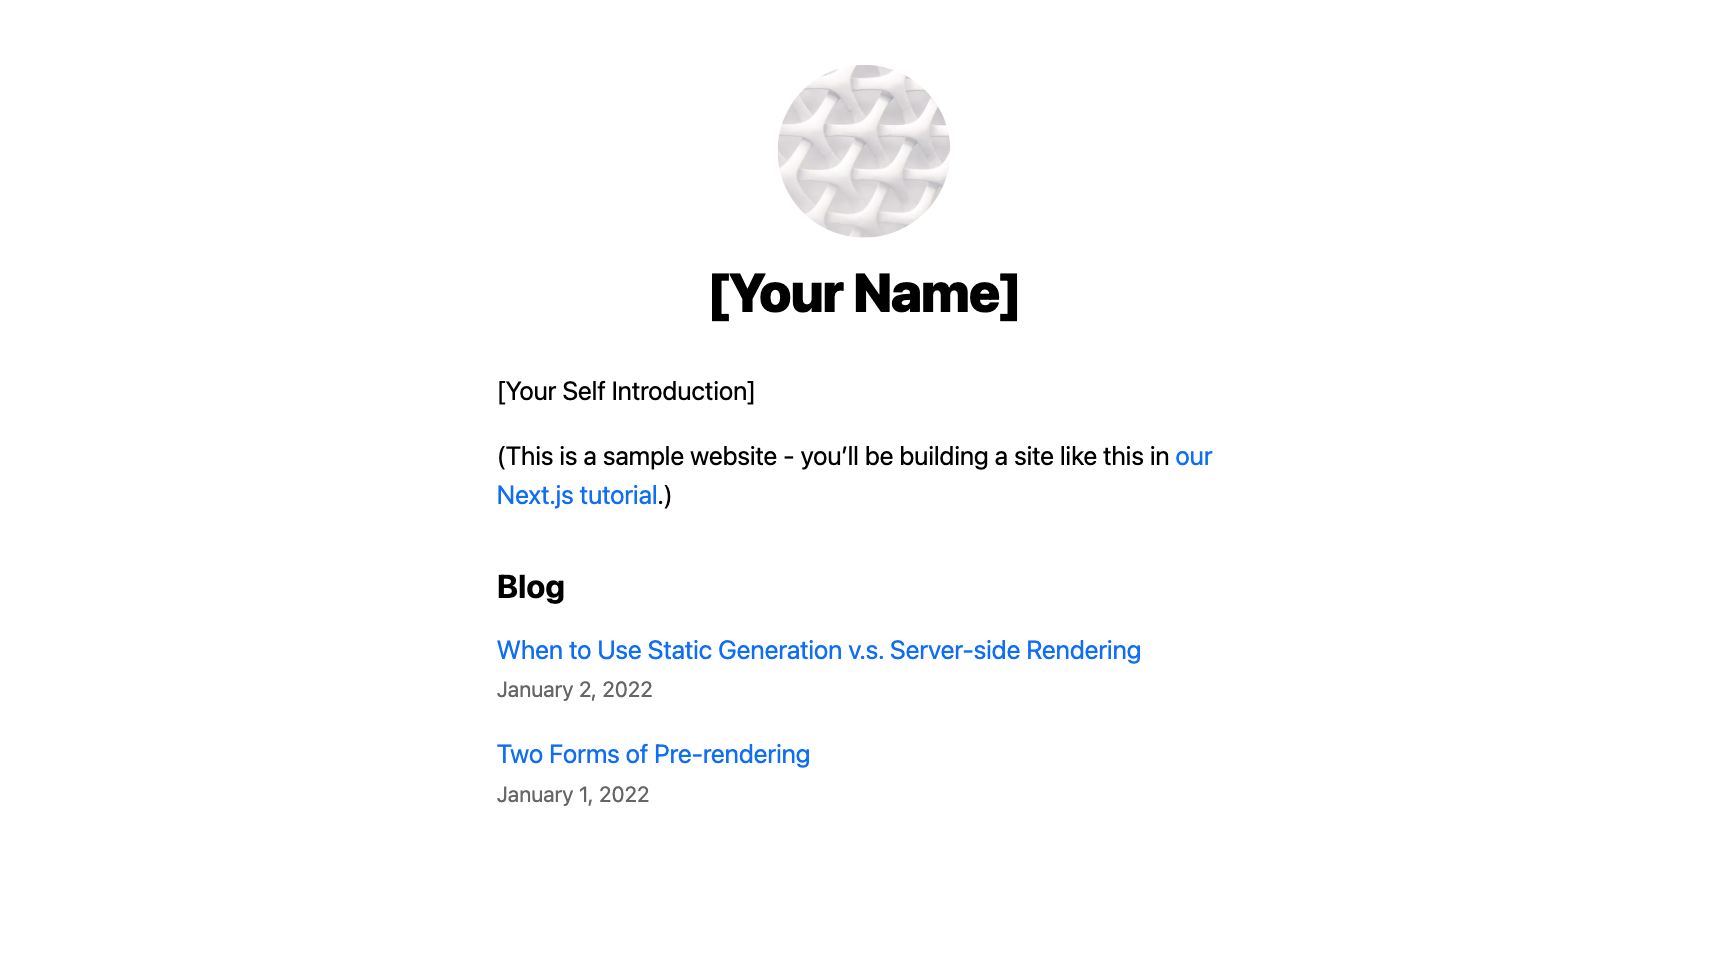 [Your Name]
[Your Self Introduction]
(This is a sample website - you’ll be building a site like this in our
Next.js tutorial.)
Blog
When to Use Static Generation v.s. Server-side Rendering
January 2, 2022
Two Forms of Pre-rendering
January 1, 2022